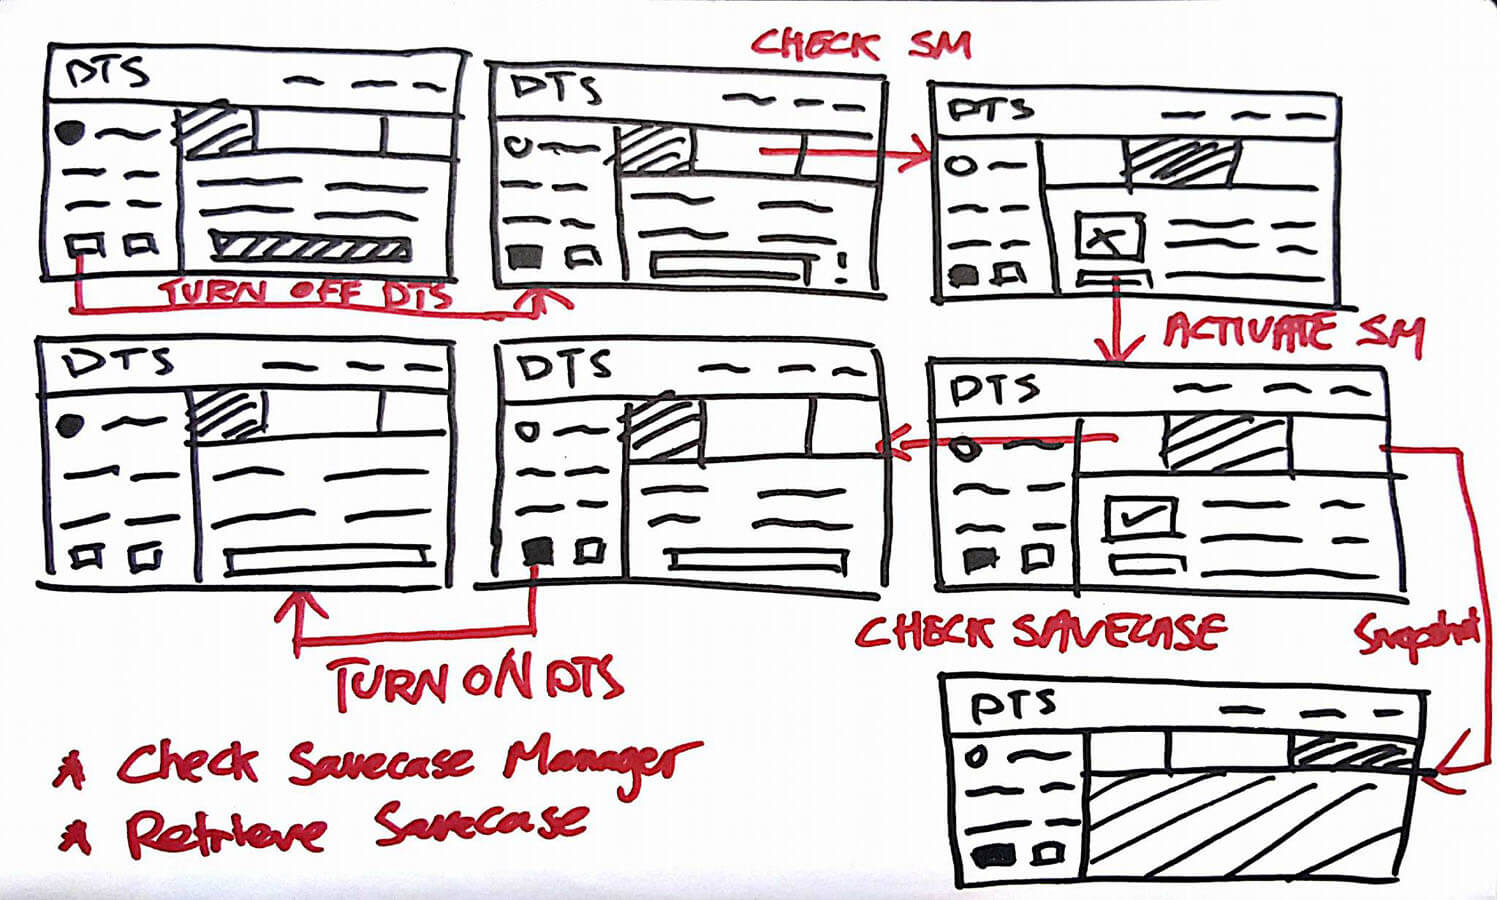 CHECK SM
DTS
DTS
DTS
TURN OFF DTS
ACTIVATE SM
DTS
DTS
DTS
CHECK SAVECASE
Snapshot
TURN ON DTS
DTS
* Check Savecase Manager
* Retrieve Savecase